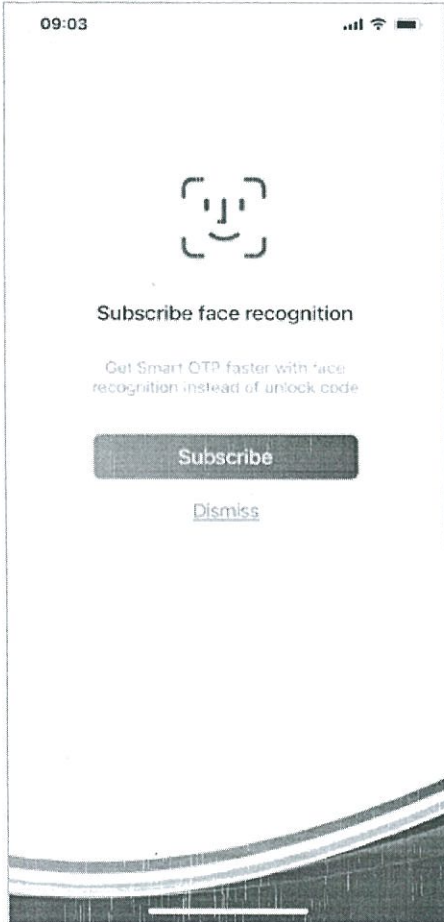 09:03
Subscribe face recognition
Get Smart OTP faster with face
recognition instead of unlock code
Subscribe
Dismiss